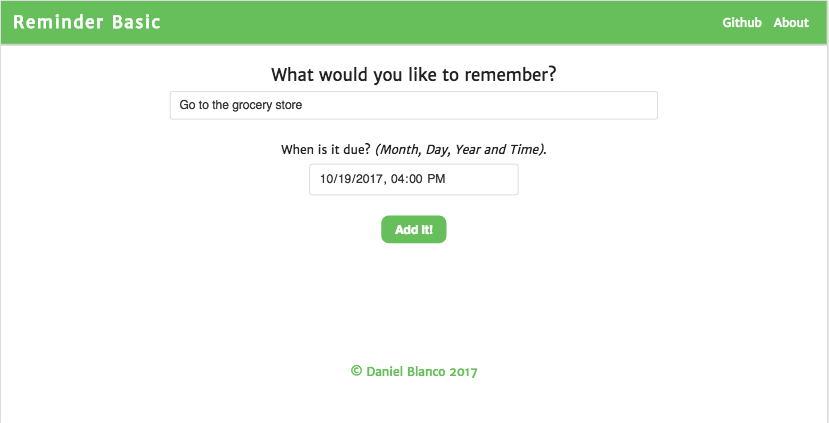 Reminder Basic Github About
What would you like to remember?
Go to the grocery store
When is it due? (Month, Day, Year and Time).
10/19/2017, 04:00 PM
Add It!
© Daniel Blanco 2017